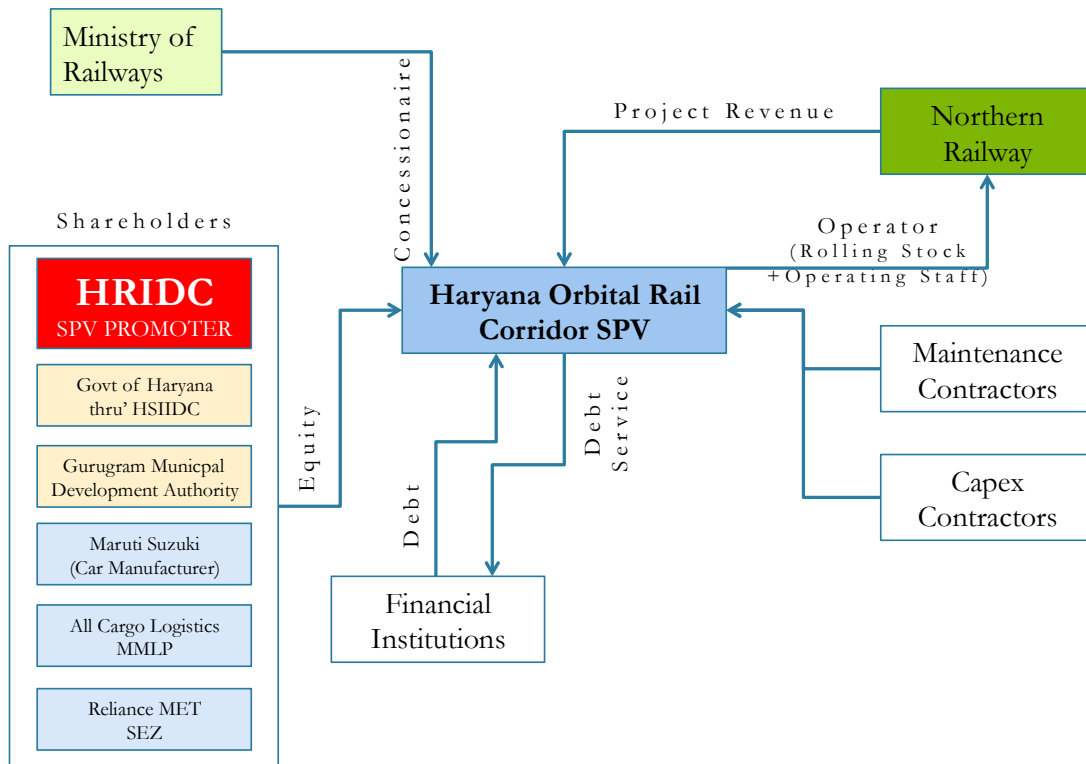 Ministry of
Railways
Concessionaire
Project Revenue
Northern
Railway
Operator
(Rolling Stock
+Operating Staff)
Shareholders
HRIDC
SPV PROMOTER
Govt of Haryana
thru’ HSIIDC
Gurugram Municpal
Development Authority
Maruti Suzuki
(Car Manufacturer)
All Cargo Logistics
MMLP
Reliance MET
SEZ
Equity
Haryana Orbital Rail
Corridor SPV
Debt
Debt
Service
Financial
Institutions
Maintenance
Contractors
Capex
Contractors